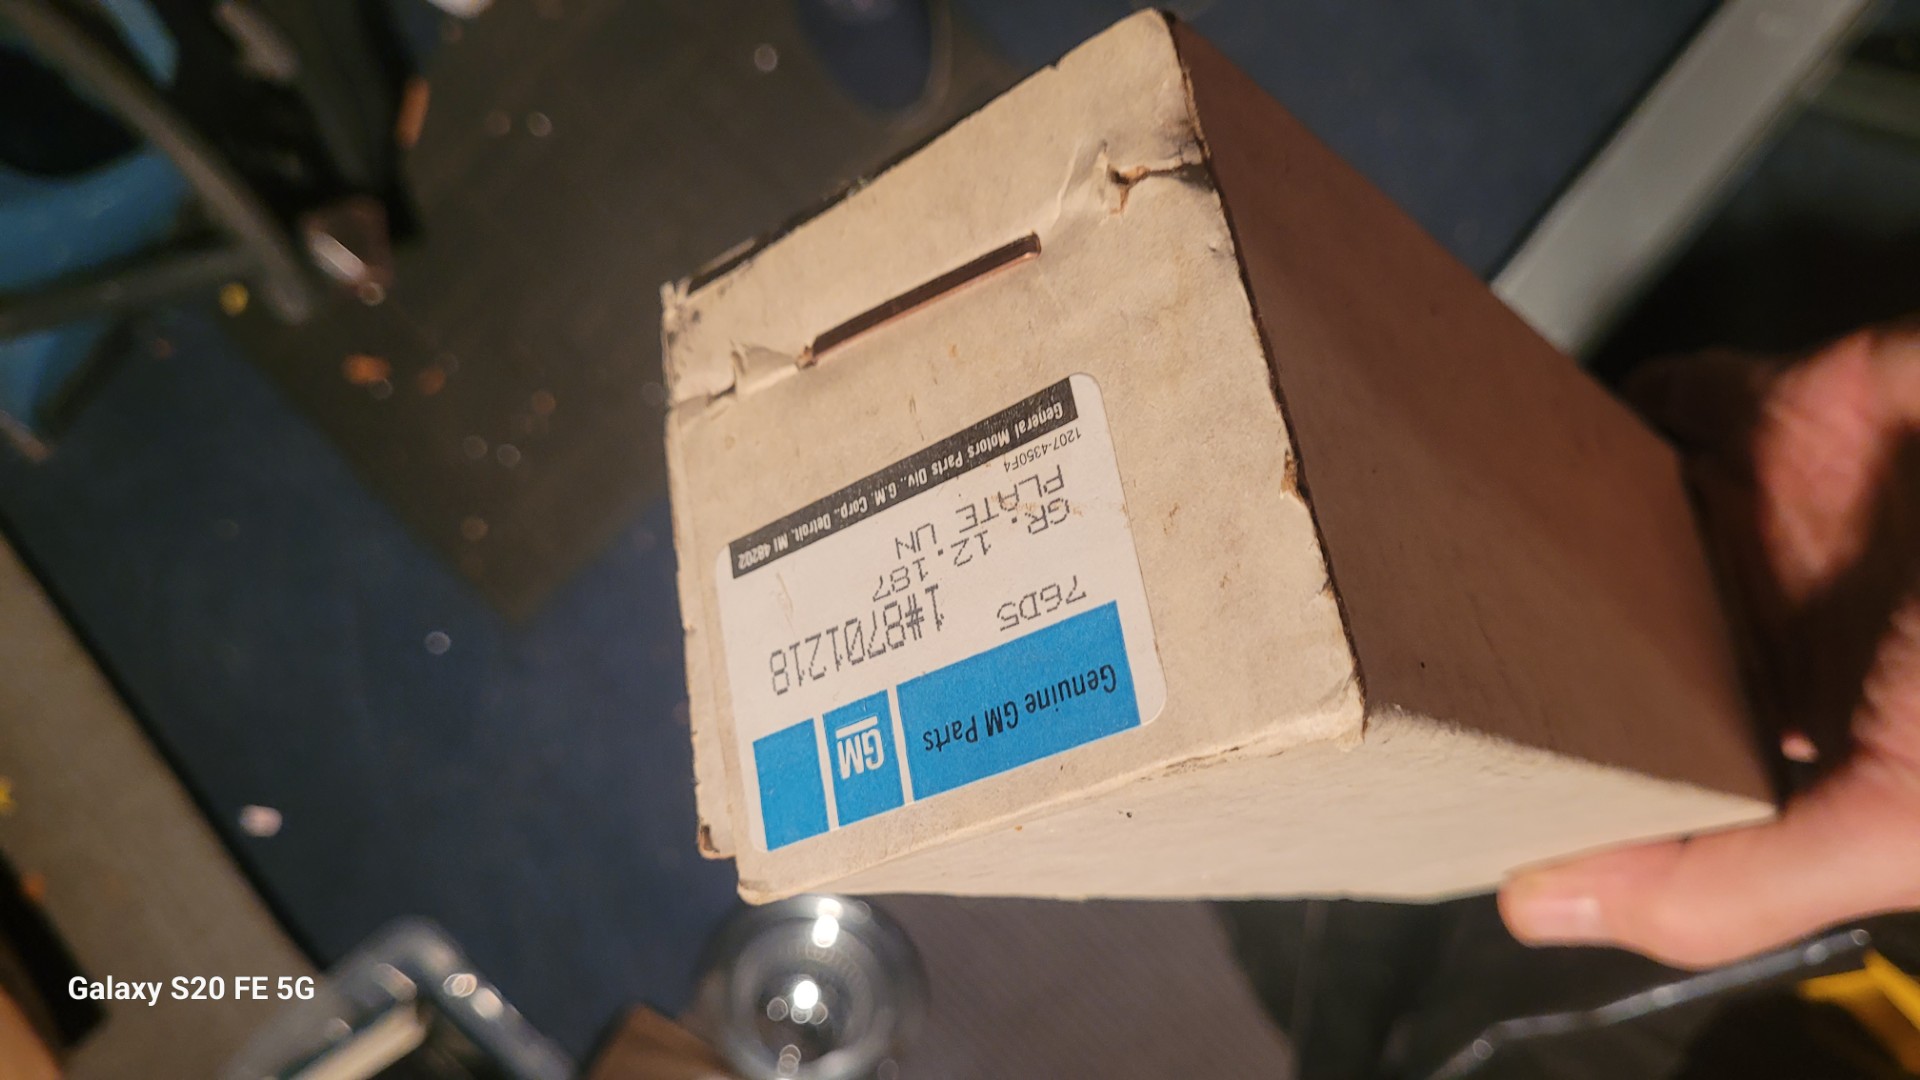 Genuine GM Parts
GM
76D5
1#8701218
GR. 12.187
PLATE UN
1207-4350F4
General Motors Parts Div., G.M. Corp., Detroit, MI 48202
Galaxy S20 FE 5G